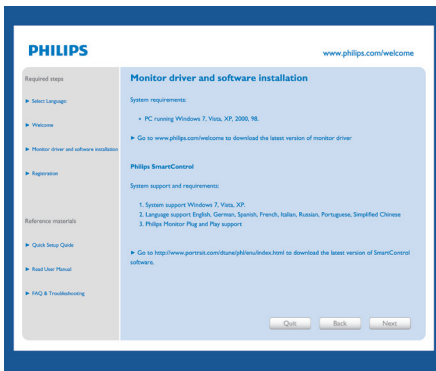 PHILIPS
www.philips.com/welcome
Required steps
Select Language:
Welcome
Monitor driver and software installation
Registration
Reference materials
Quick Setup Quide
Read User Manual
FAQ & Troubleshooting
Monitor driver and software installation
System requirements:
• PC running Windows 7, Vista, XP, 2000, 98.
Go to www.philips.com/welcome to download the latest version of monitor driver
Philips SmartControl
System support and requirements:
1. System support Windows 7, Vista, XP.
2. Language support English, German, Spanish, French, Italian, Russian, Portuguese, Simplified Chinese
3. Philips Monitor Plug and Play support
Go to http://www.portrait.com/dtune/phl/enu/index.html to download the latest version of SmartControl
software.
Quit
Back
Next